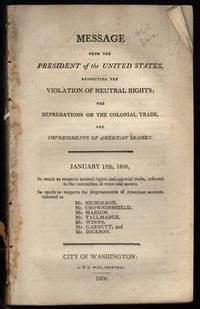 MESSAGE
FROM THE
PRESIDENT of the UNITED STATES,
RESPECTING THE
VIOLATION OF NEUTRAL RIGHTS;
THE
DEPREDATIONS ON THE COLONIAL TRADE,
AND
IMPRESSMENTS OF AMERICAN SEAMEN.
JANUARY 17th, 1806,
So much as respects neutral rights and colonial trade, referred
to the committee of ways and means.
So much as respects the impressments of American seamen
referred to
Mr. NICHOLSON,
Mr. CROWNINSHIELD,
Mr. MARION,
Mr. TALLMADGE,
Mr. WINNS,
Mr. GARNETT, and
Mr. DICKSON.
CITY OF WASHINGTON:
A. & G. WAY, PRINTERS.
1806.